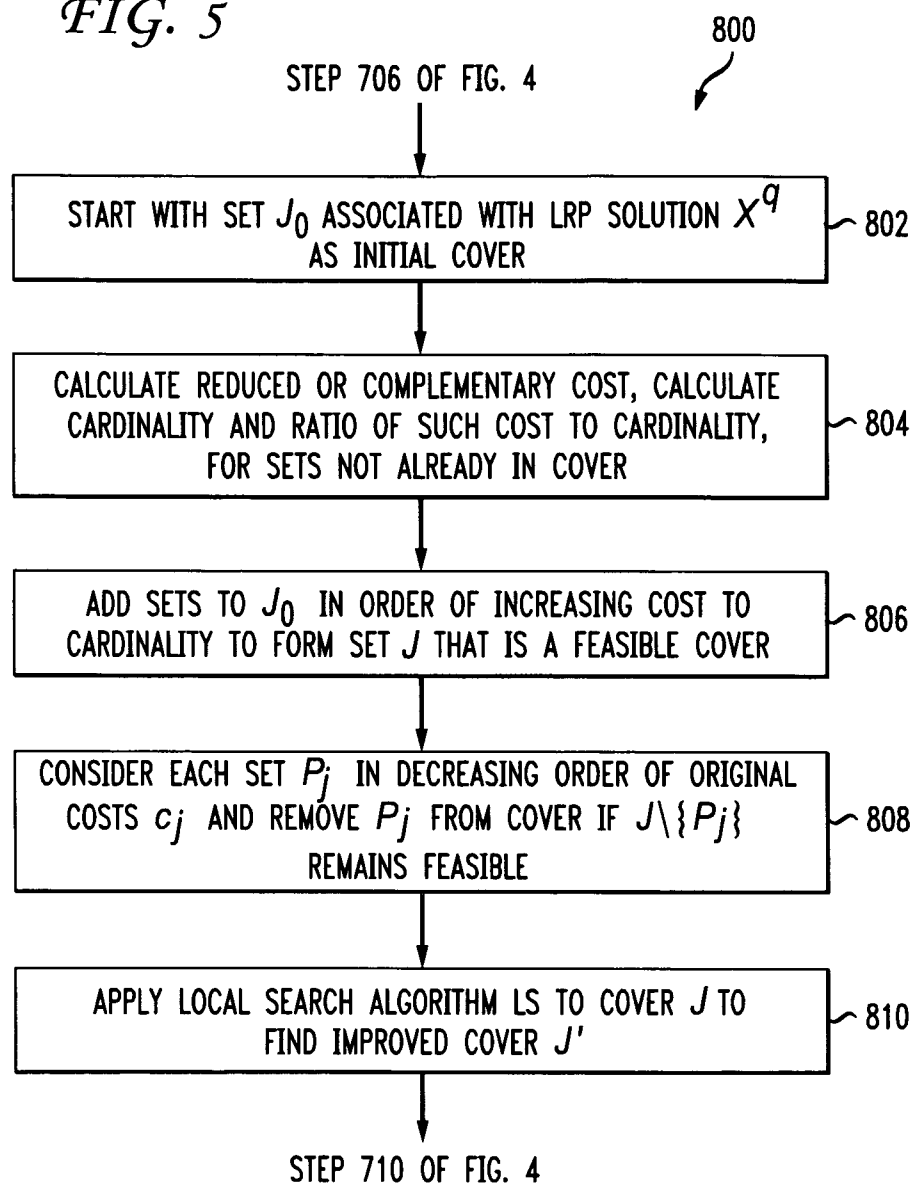 FIG. 5
800
STEP 706 OF FIG. 4
START WITH SET J0 ASSOCIATED WITH LRP SOLUTION X^q
AS INITIAL COVER
802
CALCULATE REDUCED OR COMPLEMENTARY COST, CALCULATE
CARDINALITY AND RATIO OF SUCH COST TO CARDINALITY,
FOR SETS NOT ALREADY IN COVER
804
ADD SETS TO J0 IN ORDER OF INCREASING COST TO
CARDINALITY TO FORM SET J THAT IS A FEASIBLE COVER
806
CONSIDER EACH SET Pj IN DECREASING ORDER OF ORIGINAL
COSTS cj AND REMOVE Pj FROM COVER IF J\{Pj}
REMAINS FEASIBLE
808
APPLY LOCAL SEARCH ALGORITHM LS TO COVER J TO
FIND IMPROVED COVER J'
810
STEP 710 OF FIG. 4